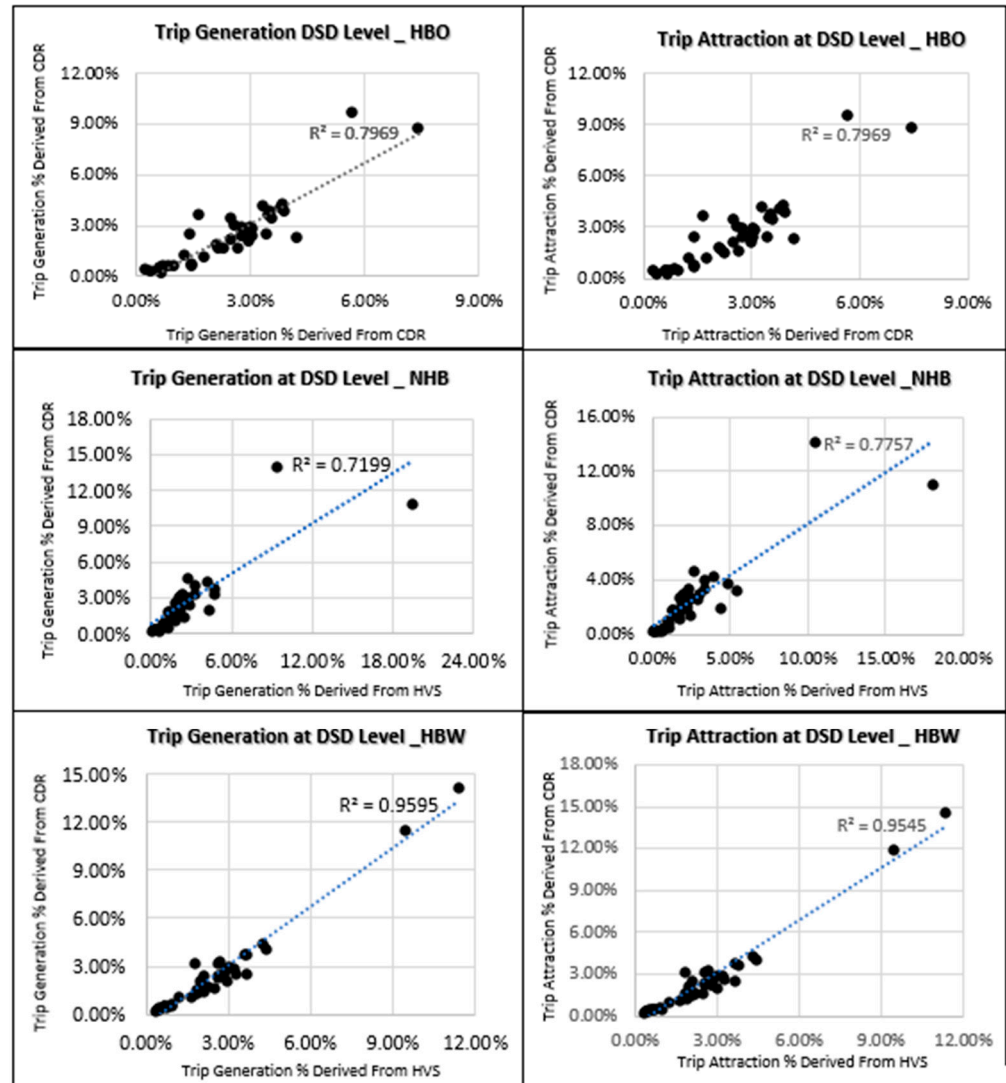 Trip Generation DSD Level _ HBO
Trip Generation % Derived From CDR
12.00%
9.00%
6.00%
3.00%
0.00%
R² = 0.7969
0.00% 3.00% 6.00% 9.00%
Trip Generation % Derived From CDR
Trip Attraction at DSD Level _ HBO
Trip Attraction % Derived From CDR
12.00%
9.00%
6.00%
3.00%
0.00%
R² = 0.7969
0.00% 3.00% 6.00% 9.00%
Trip Attraction % Derived From CDR
Trip Generation at DSD Level _ NHB
Trip Generation % Derived From CDR
18.00%
15.00%
12.00%
9.00%
6.00%
3.00%
0.00%
R² = 0.7199
0.00% 6.00% 12.00% 18.00% 24.00%
Trip Generation % Derived From HVS
Trip Attraction at DSD Level _NHB
Trip Attraction % Derived From CDR
16.00%
12.00%
8.00%
4.00%
0.00%
R² = 0.7757
0.00% 5.00% 10.00% 15.00% 20.00%
Trip Attraction % Derived From HVS
Trip Generation at DSD Level _HBW
Trip Generation % Derived From CDR
15.00%
12.00%
9.00%
6.00%
3.00%
0.00%
R² = 0.9595
0.00% 3.00% 6.00% 9.00% 12.00%
Trip Generation % Derived From HVS
Trip Attraction at DSD Level _ HBW
Trip Attraction % Derived From CDR
18.00%
15.00%
12.00%
9.00%
6.00%
3.00%
0.00%
R² = 0.9545
0.00% 3.00% 6.00% 9.00% 12.00%
Trip Attraction % Derived From HVS